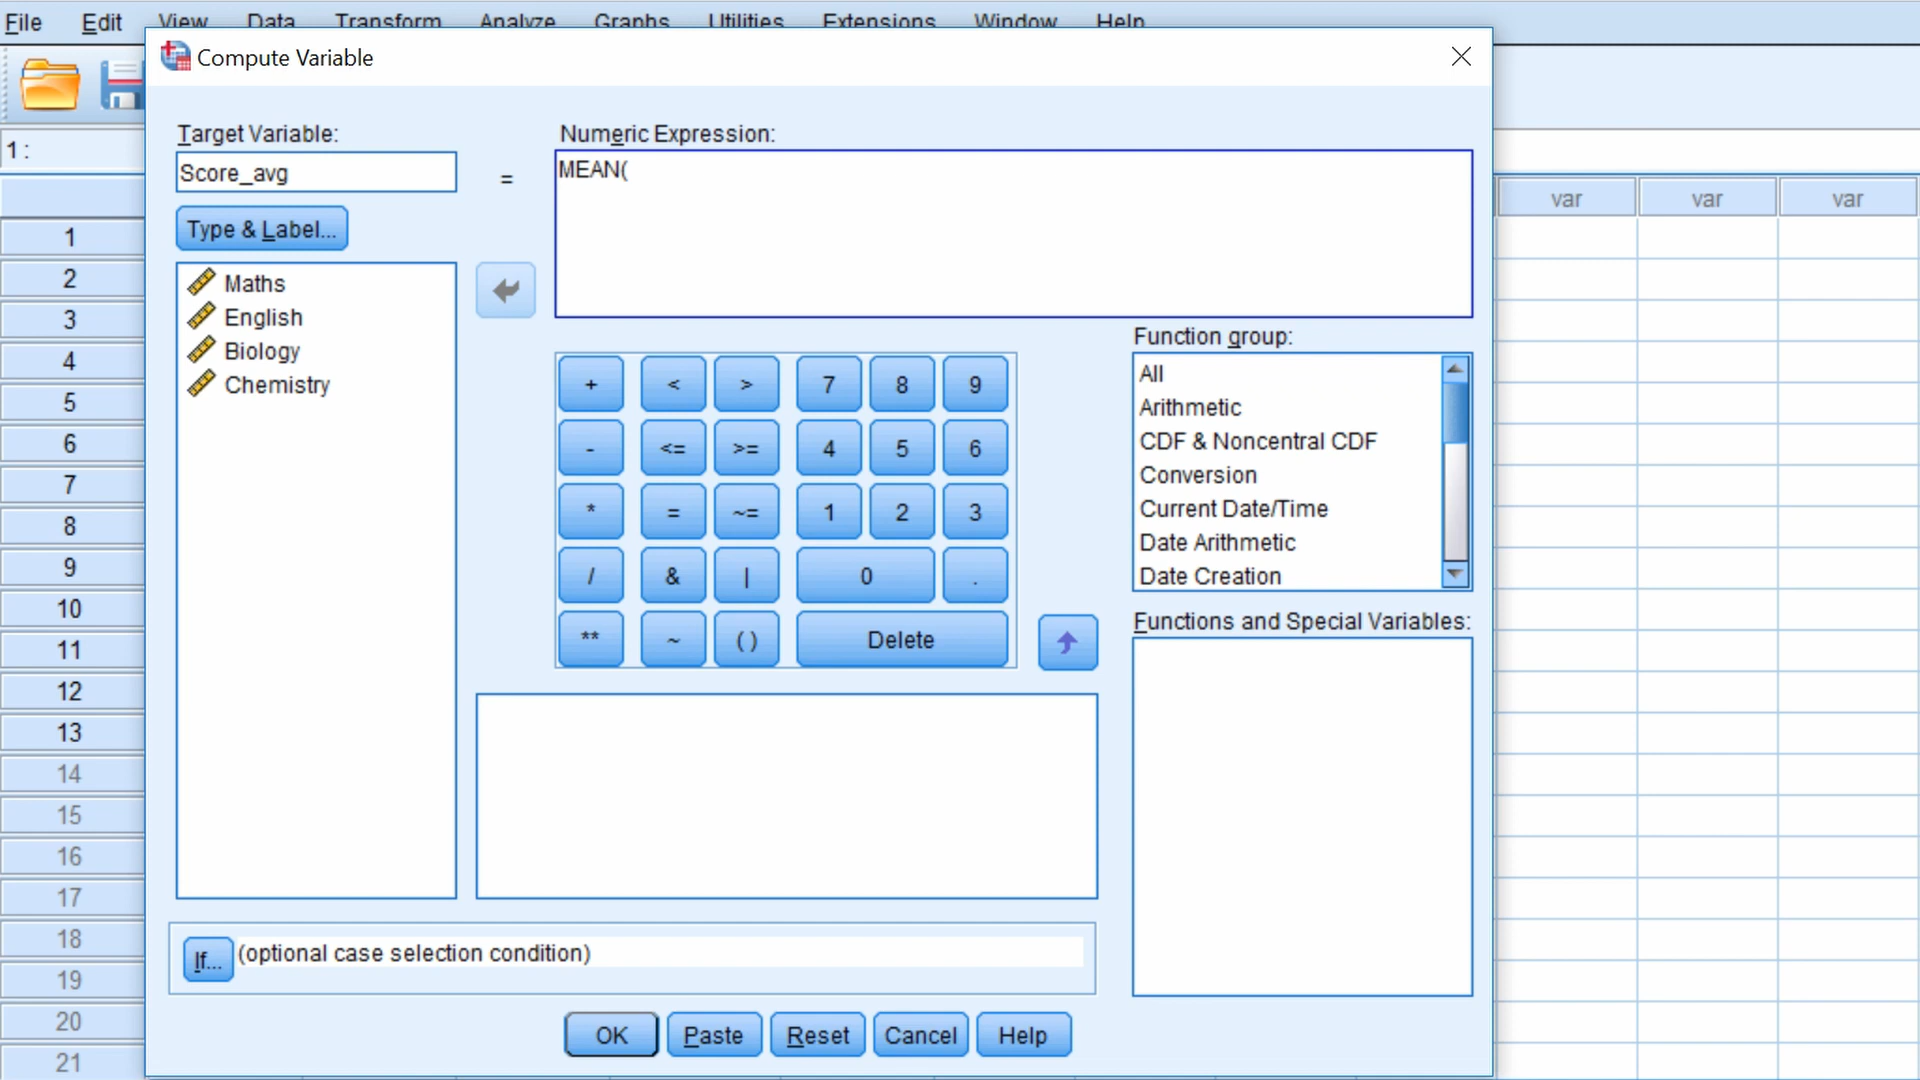 File Edit View Data Transform Analyze Graphs Utilities Extensions Window Help
Compute Variable
1 :
Target Variable:
Numeric Expression:
Score_avg
=
MEAN(
Type & Label...
var var var
Maths
English
Biology
Chemistry
Function group:
All
Arithmetic
CDF & Noncentral CDF
Conversion
Current Date/Time
Date Arithmetic
Date Creation
+ < > 7 8 9
- <= >= 4 5 6
* = ~= 1 2 3
/ & | 0 .
** ~ ( ) Delete
Functions and Special Variables:
If... (optional case selection condition)
OK Paste Reset Cancel Help
1
2
3
4
5
6
7
8
9
10
11
12
13
14
15
16
17
18
19
20
21